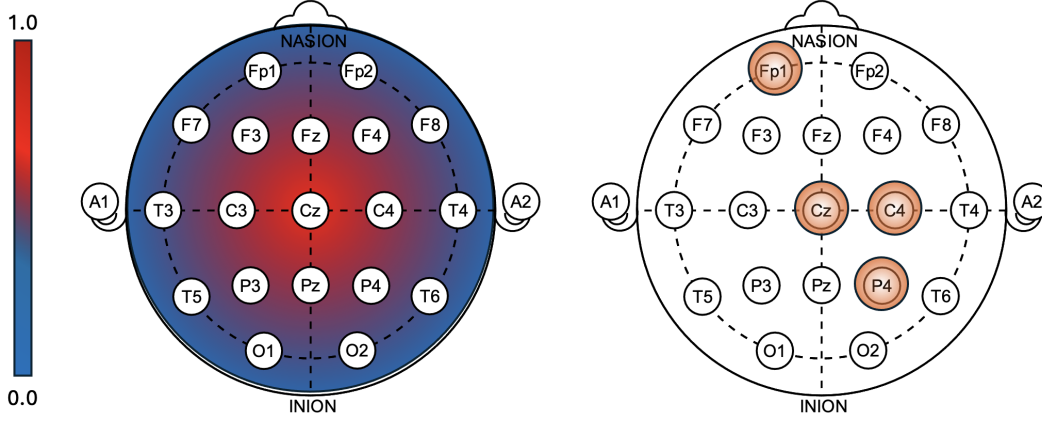 1.0
NASION
Fp1 Fp2
F7 F3 Fz F4 F8
A1 T3 C3 Cz C4 T4 A2
T5 P3 Pz P4 T6
O1 O2
INION
0.0
NASION
Fp1 Fp2
F7 F3 Fz F4 F8
A1 T3 C3 Cz C4 T4 A2
T5 P3 Pz P4 T6
O1 O2
INION